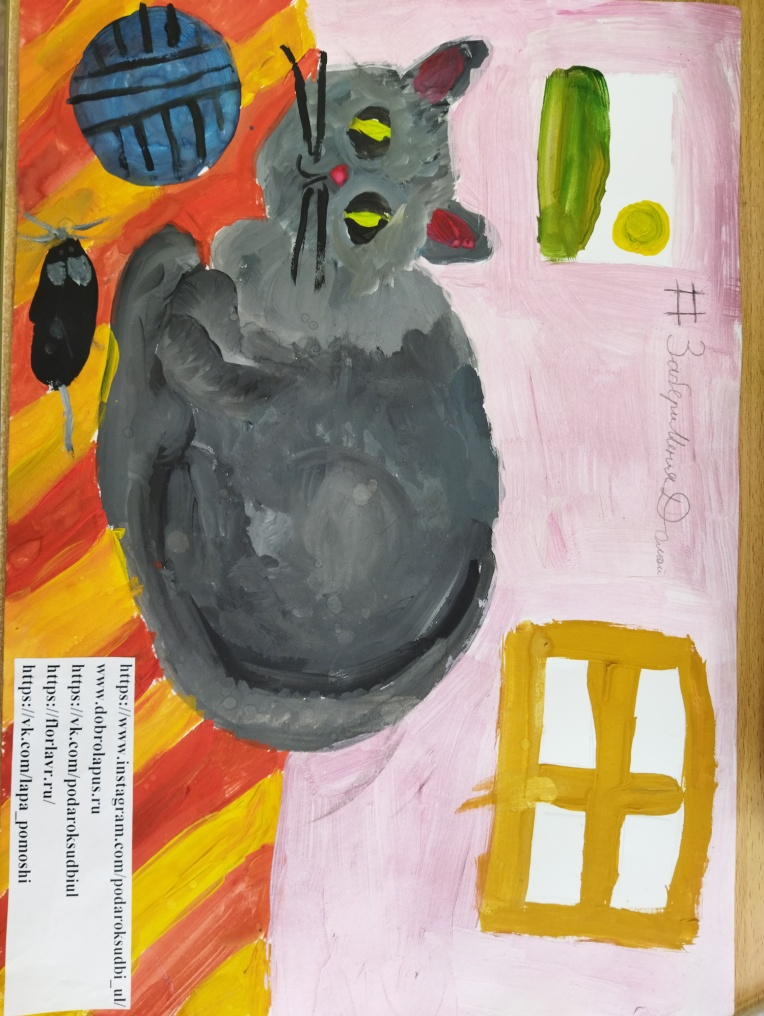 #ЗабериМеняДомой
https://www.instagram.com/podaroksudbi_ul/
www.dobrolapus.ru
https://vk.com/podaroksudbiul
https://florlavr.ru/
https://vk.com/lapa_pomoshi